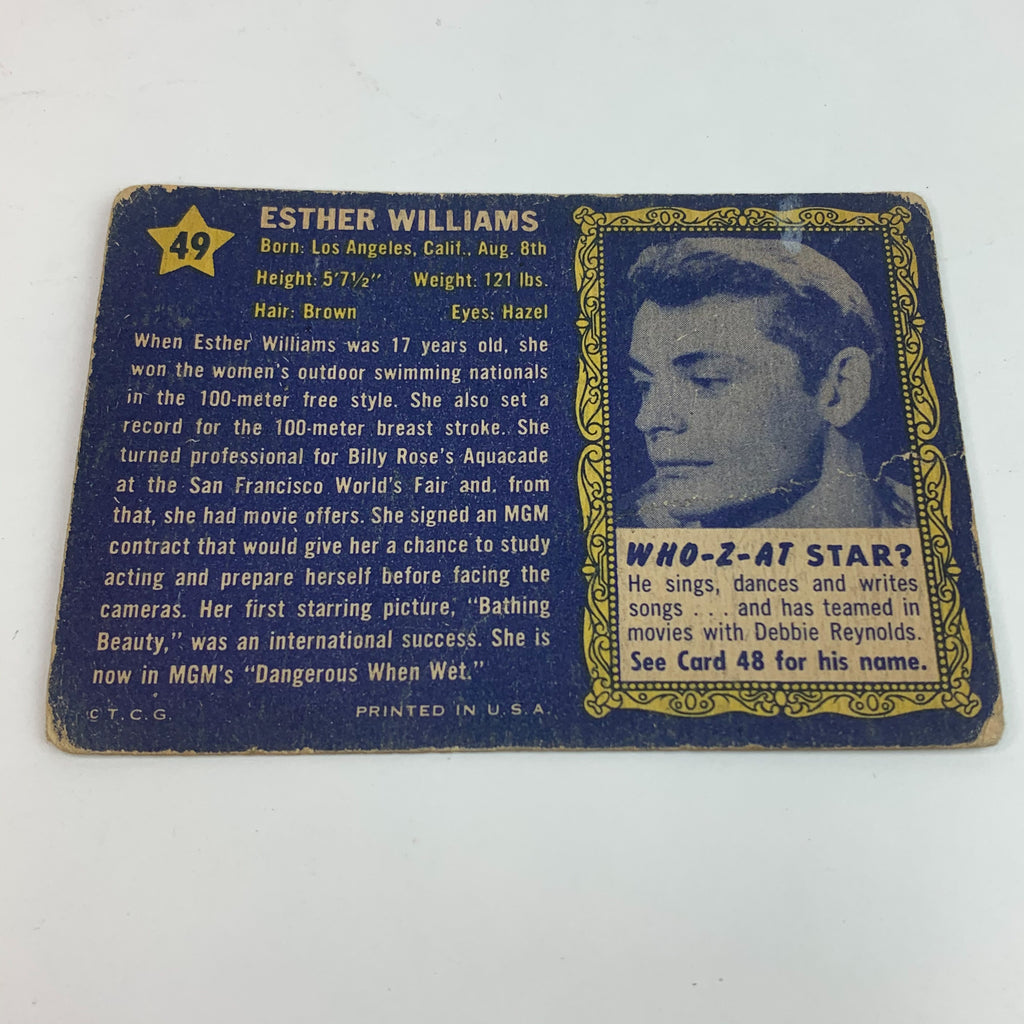 49
ESTHER WILLIAMS
Born: Los Angeles, Calif., Aug. 8th
Height: 5'7½" Weight: 121 lbs.
Hair: Brown Eyes: Hazel
When Esther Williams was 17 years old, she
won the women's outdoor swimming nationals
in the 100-meter free style. She also set a
record for the 100-meter breast stroke. She
turned professional for Billy Rose's Aquacade
at the San Francisco World's Fair and, from
that, she had movie offers. She signed an MGM
contract that would give her a chance to study
acting and prepare herself before facing the
cameras. Her first starring picture, "Bathing
Beauty," was an international success. She is
now in MGM's "Dangerous When Wet."
© T.C.G. PRINTED IN U.S.A.
WHO-Z-AT STAR?
He sings, dances and writes
songs . . . and has teamed in
movies with Debbie Reynolds.
See Card 48 for his name.